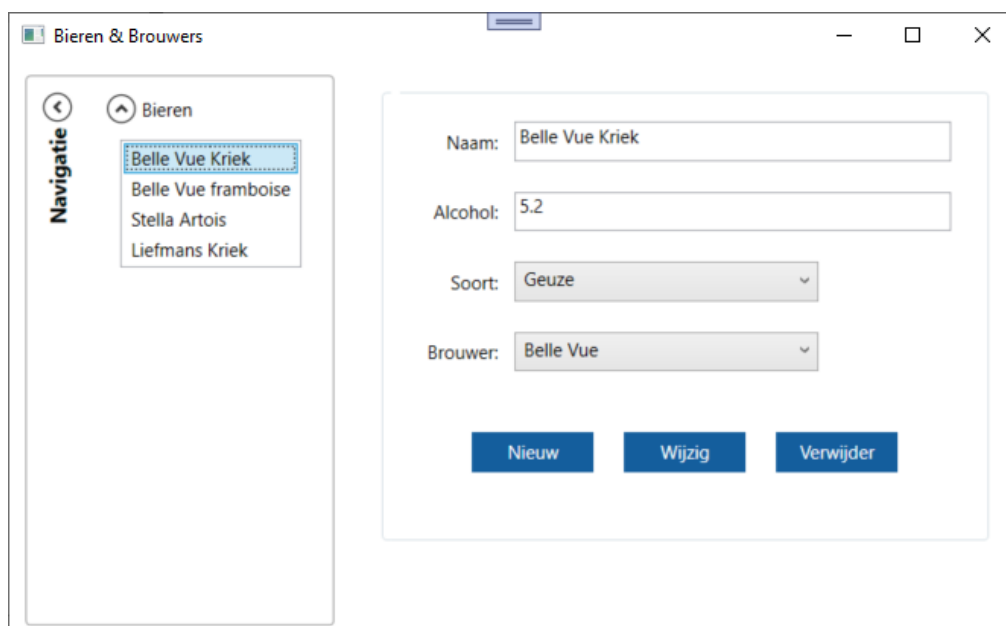 Bieren & Brouwers
Navigatie
Bieren
Belle Vue Kriek
Belle Vue framboise
Stella Artois
Liefmans Kriek
Naam: Belle Vue Kriek
Alcohol: 5.2
Soort: Geuze
Brouwer: Belle Vue
Nieuw Wijzig Verwijder